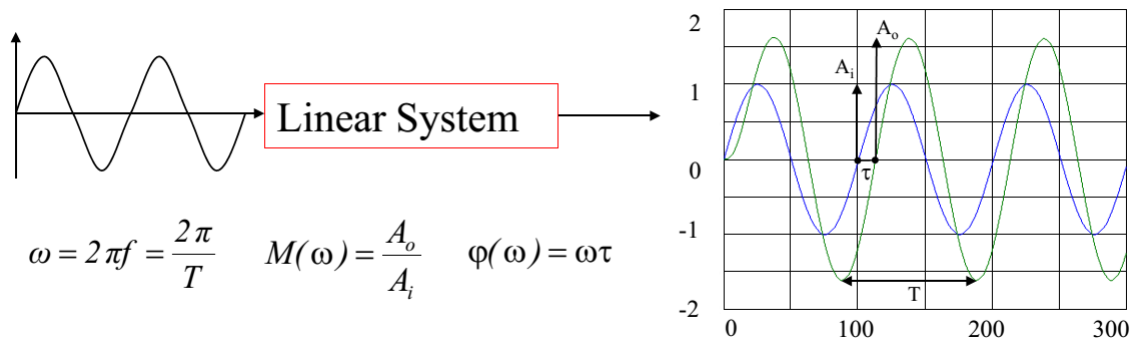 Linear System
ω = 2πf = 2π/T
M(ω) = A_o/A_i
φ(ω) = ωτ
2
1
0
-1
-2
A_o
A_i
τ
T
0 100 200 300